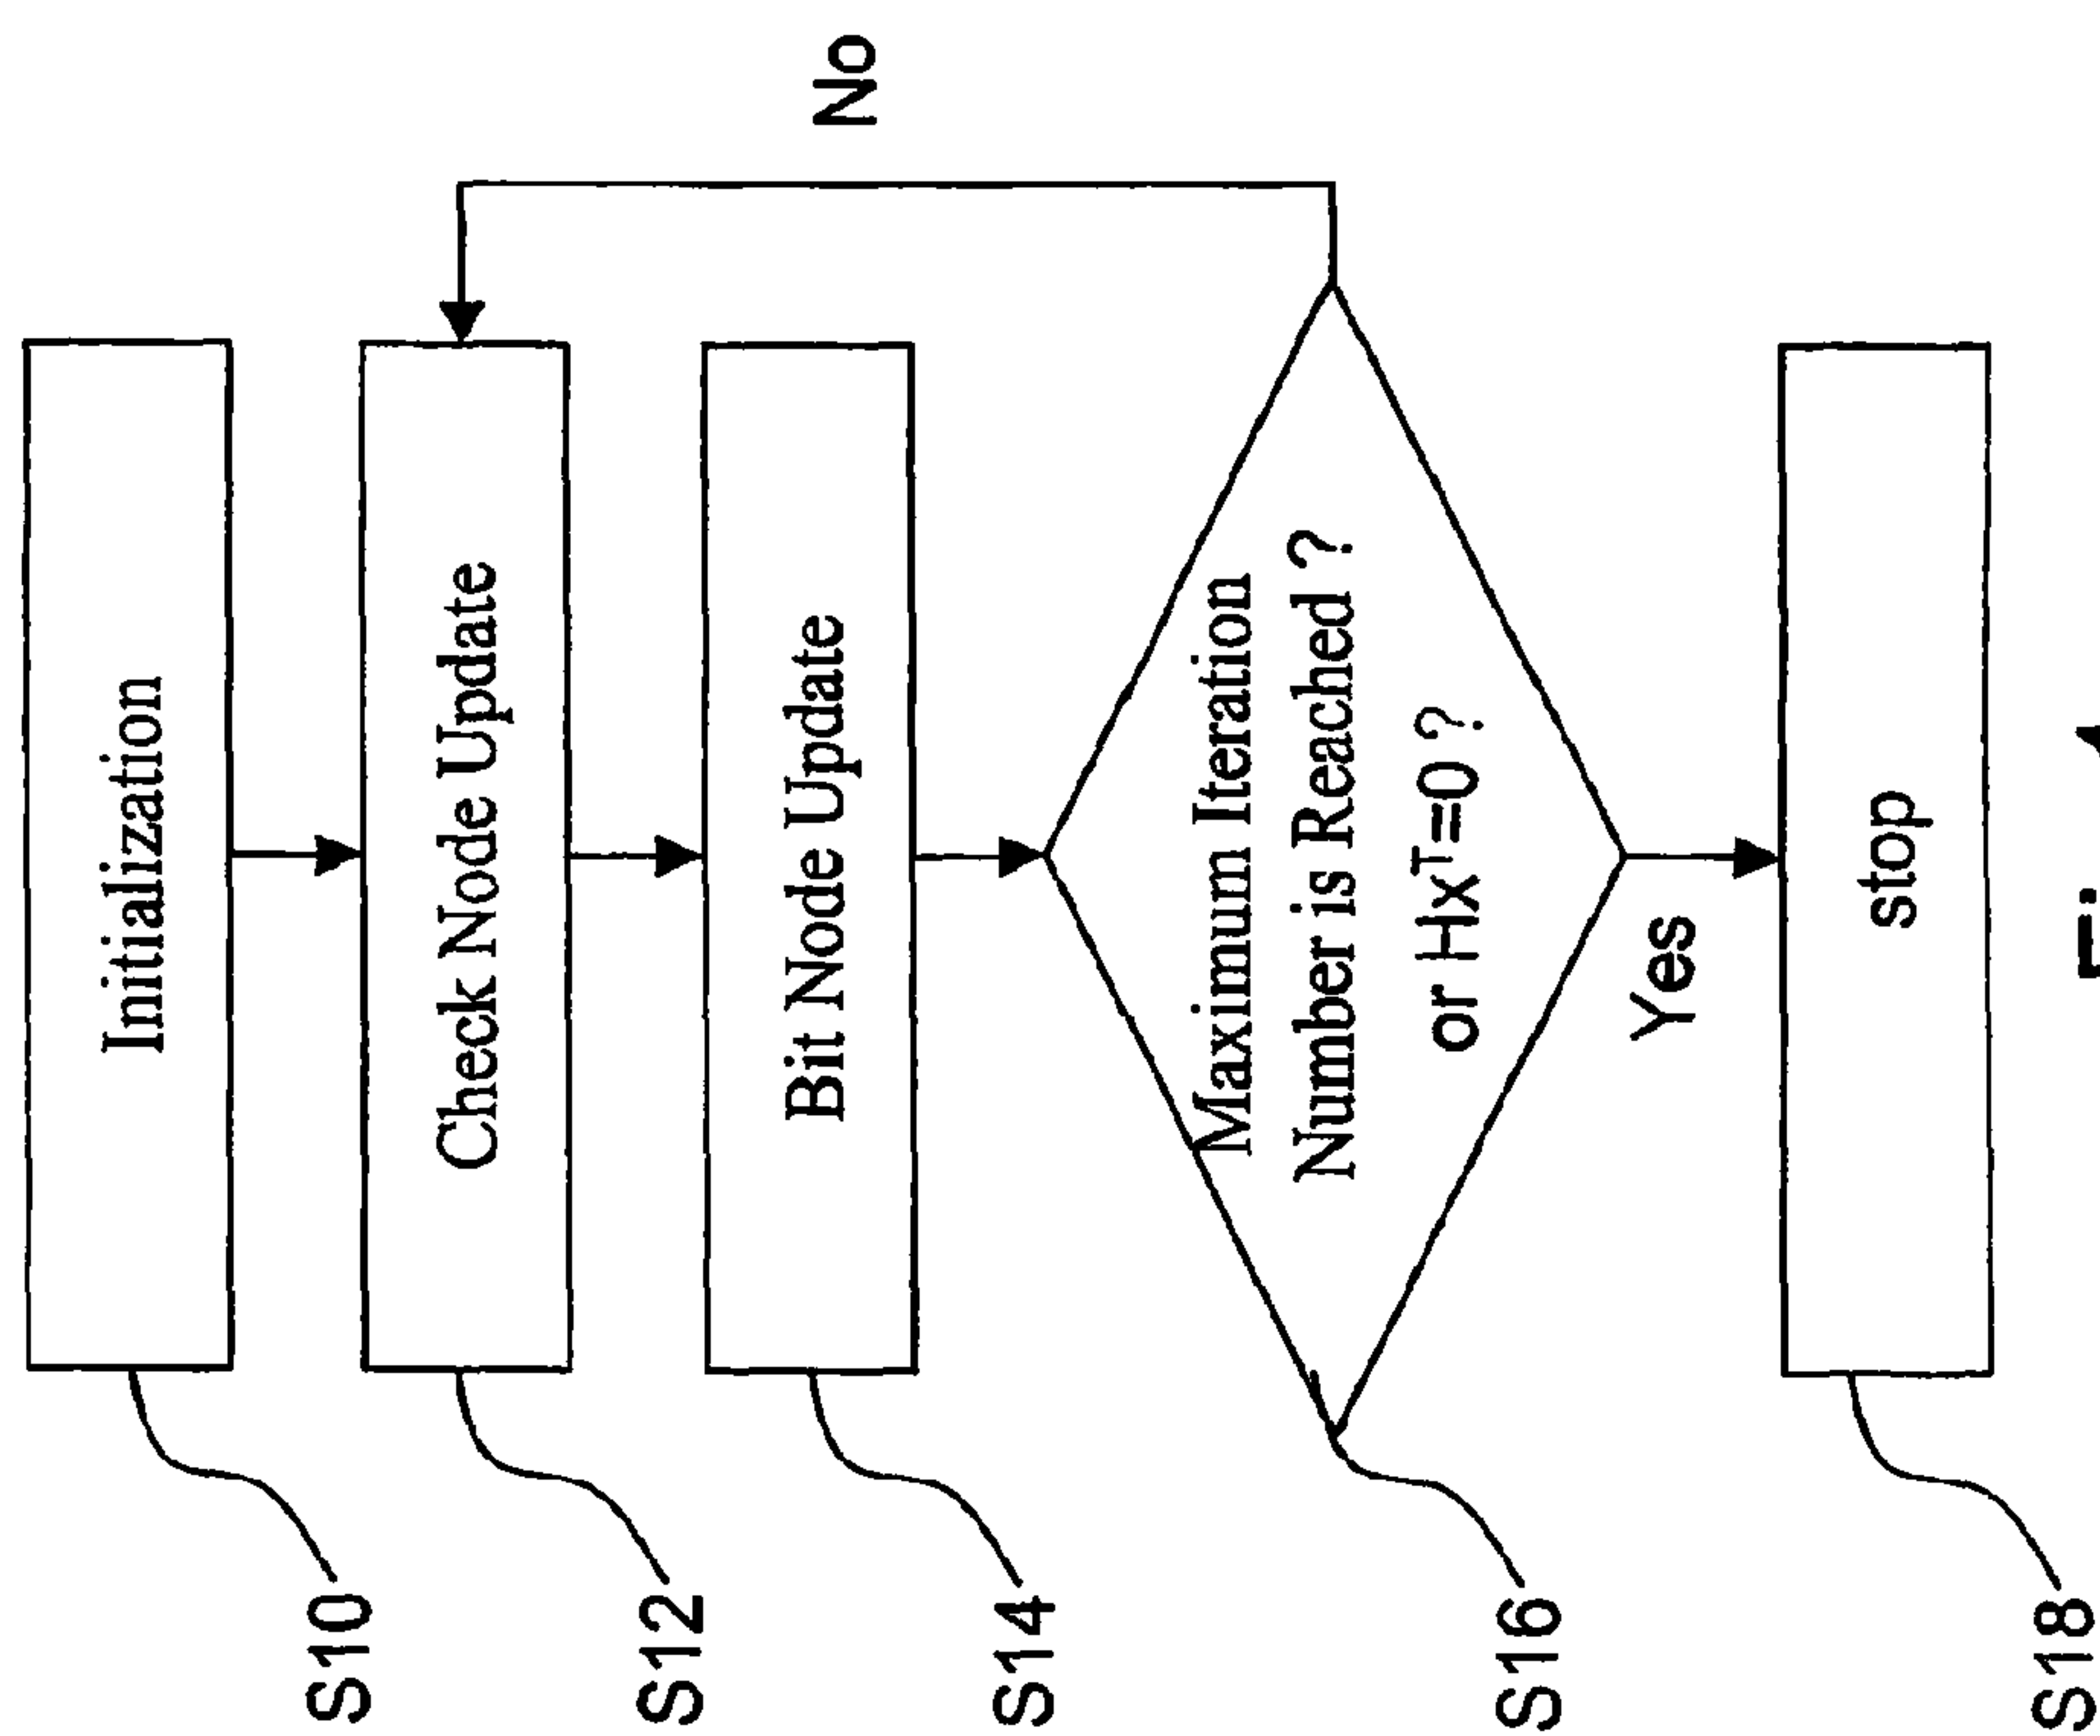 Initialization
S10
Check Node Update
S12
No
Bit Node Update
S14
Maximum Iteration
Number is Reached ?
or Hxᵀ=0 ?
S16
Yes
stop
S18